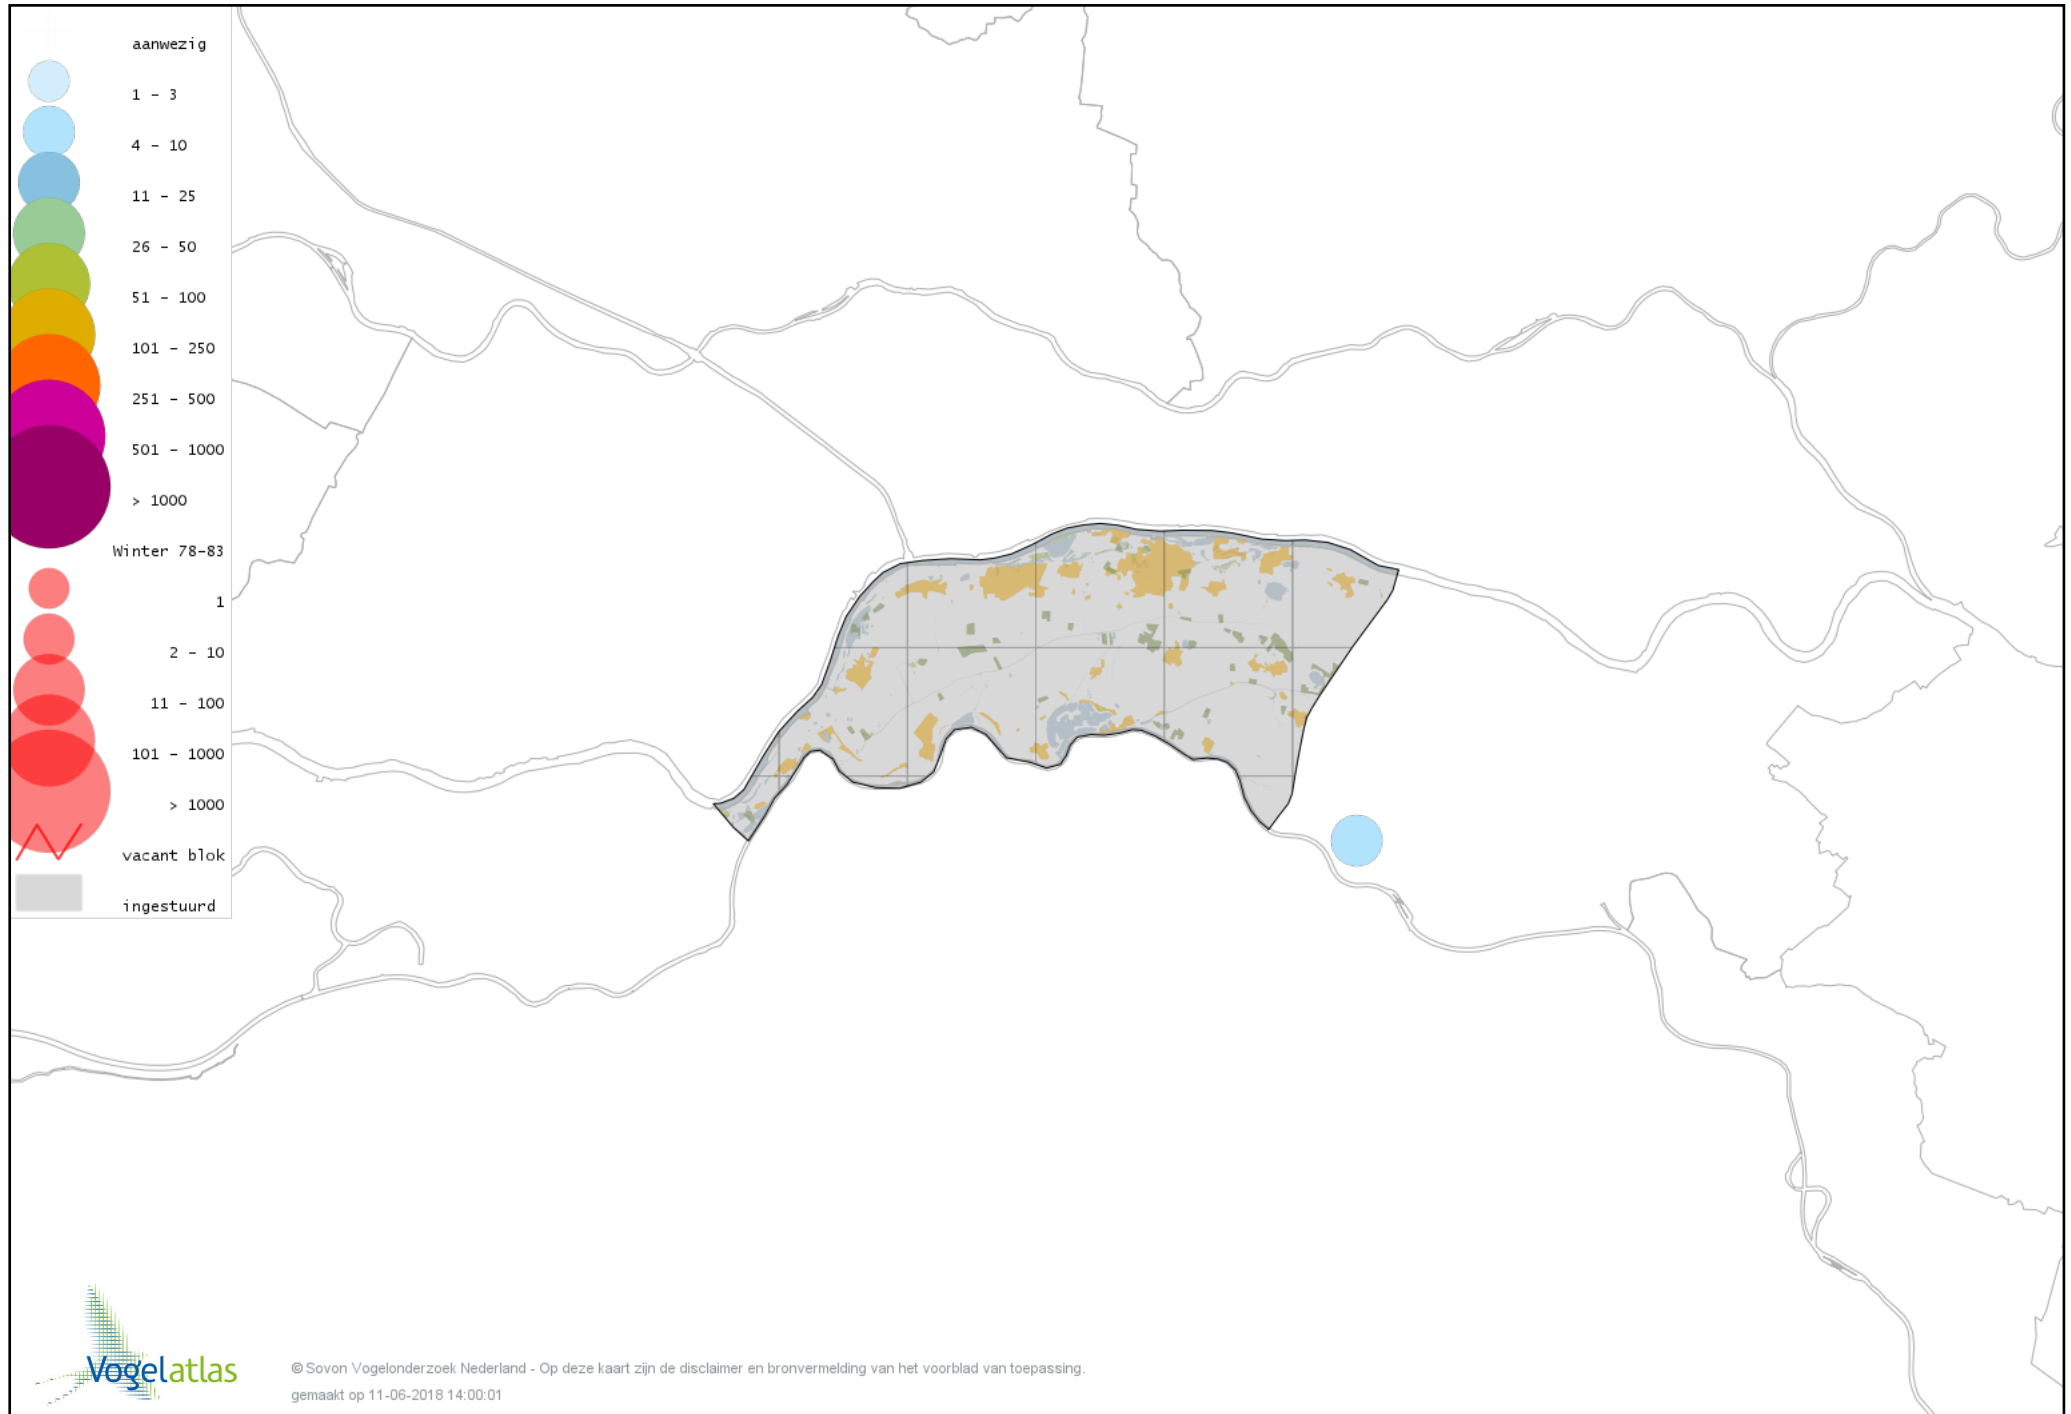 aanwezig
1 - 3
4 - 10
11 - 25
26 - 50
51 - 100
101 - 250
251 - 500
501 - 1000
> 1000
Winter 78-83
1
2 - 10
11 - 100
101 - 1000
> 1000
vacant blok
ingestuurd
Vogelatlas
© Sovon Vogelonderzoek Nederland - Op deze kaart zijn de disclaimer en bronvermelding van het voorblad van toepassing.
gemaakt op 11-06-2018 14:00:01